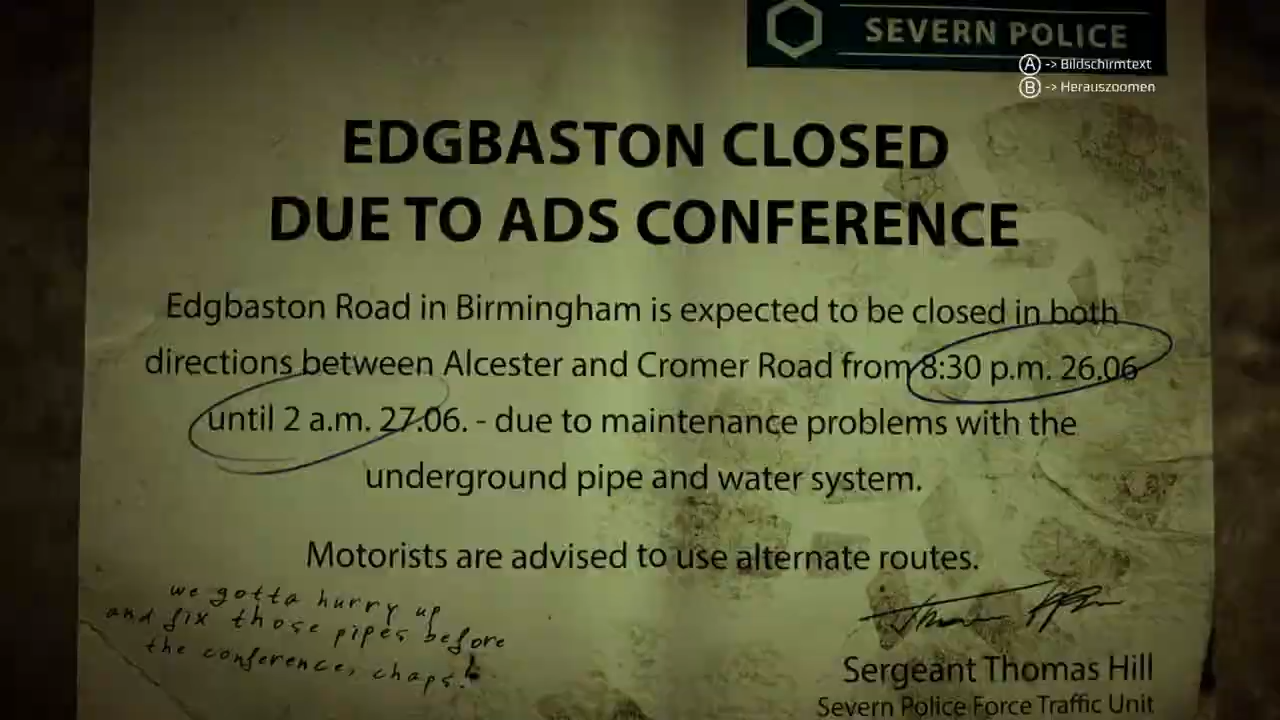 SEVERN POLICE
A -> Bildschirmtext
B -> Herauszoomen
EDGBASTON CLOSED
DUE TO ADS CONFERENCE
Edgbaston Road in Birmingham is expected to be closed in both
directions between Alcester and Cromer Road from 8:30 p.m. 26.06
until 2 a.m. 27.06. - due to maintenance problems with the
underground pipe and water system.
Motorists are advised to use alternate routes.
we gotta hurry up
and fix those pipes before
the conference, chaps!
Sergeant Thomas Hill
Severn Police Force Traffic Unit